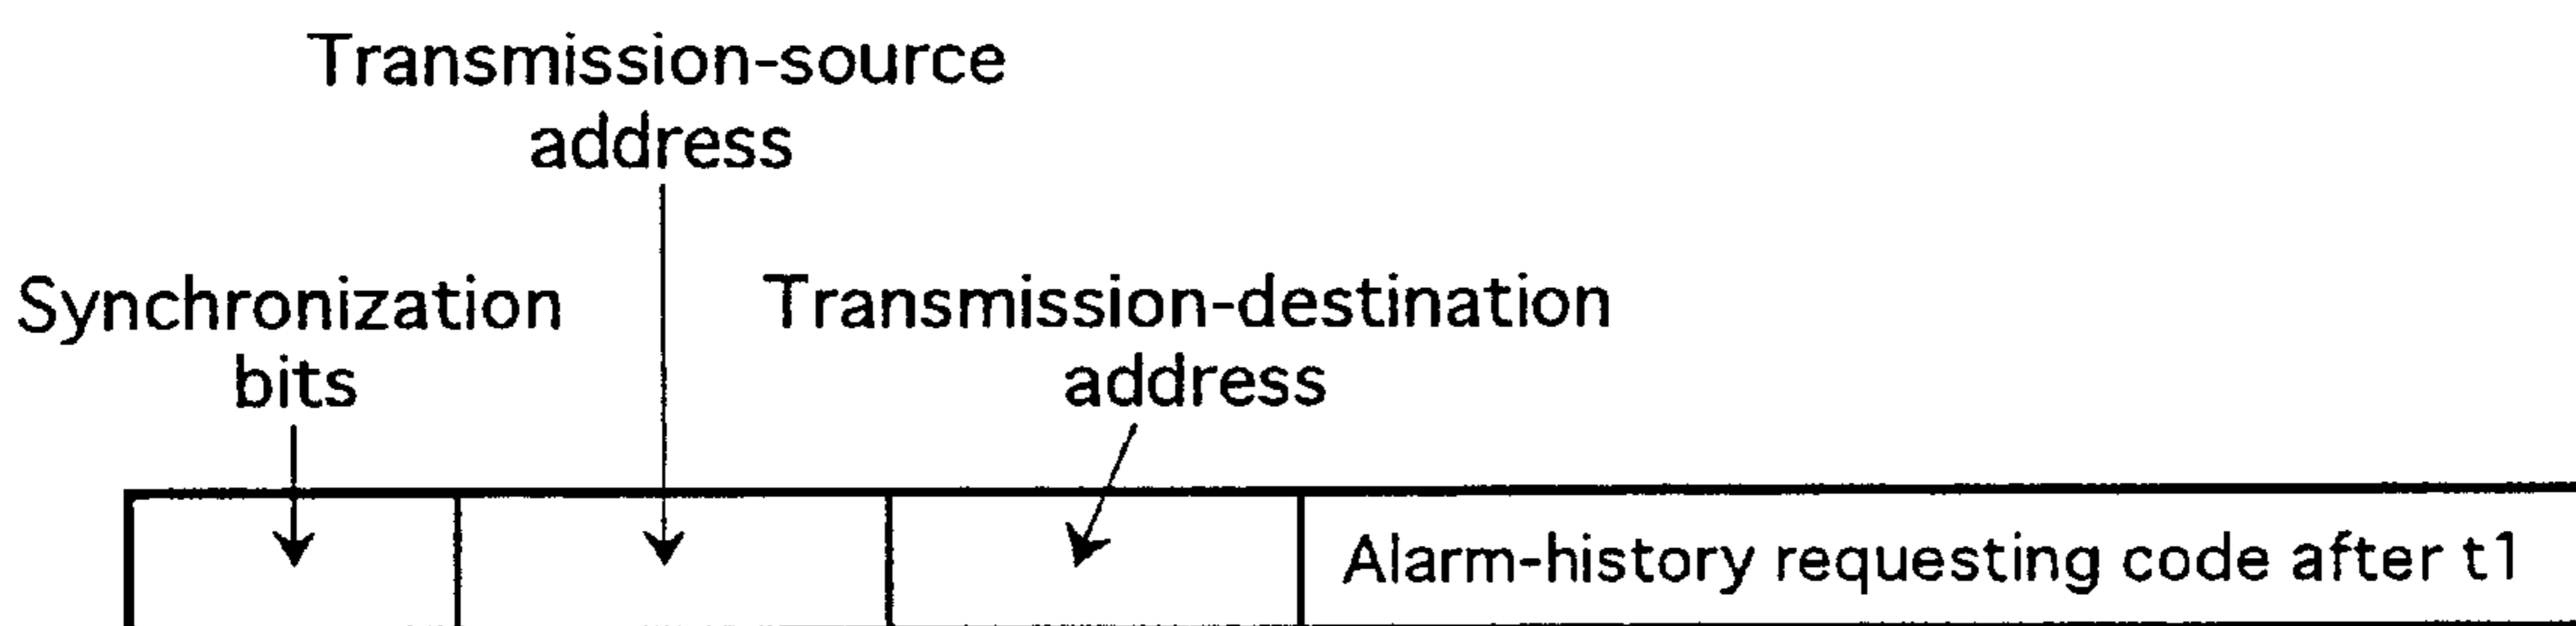 Transmission-source
address
Synchronization
bits
Transmission-destination
address
Alarm-history requesting code after t1